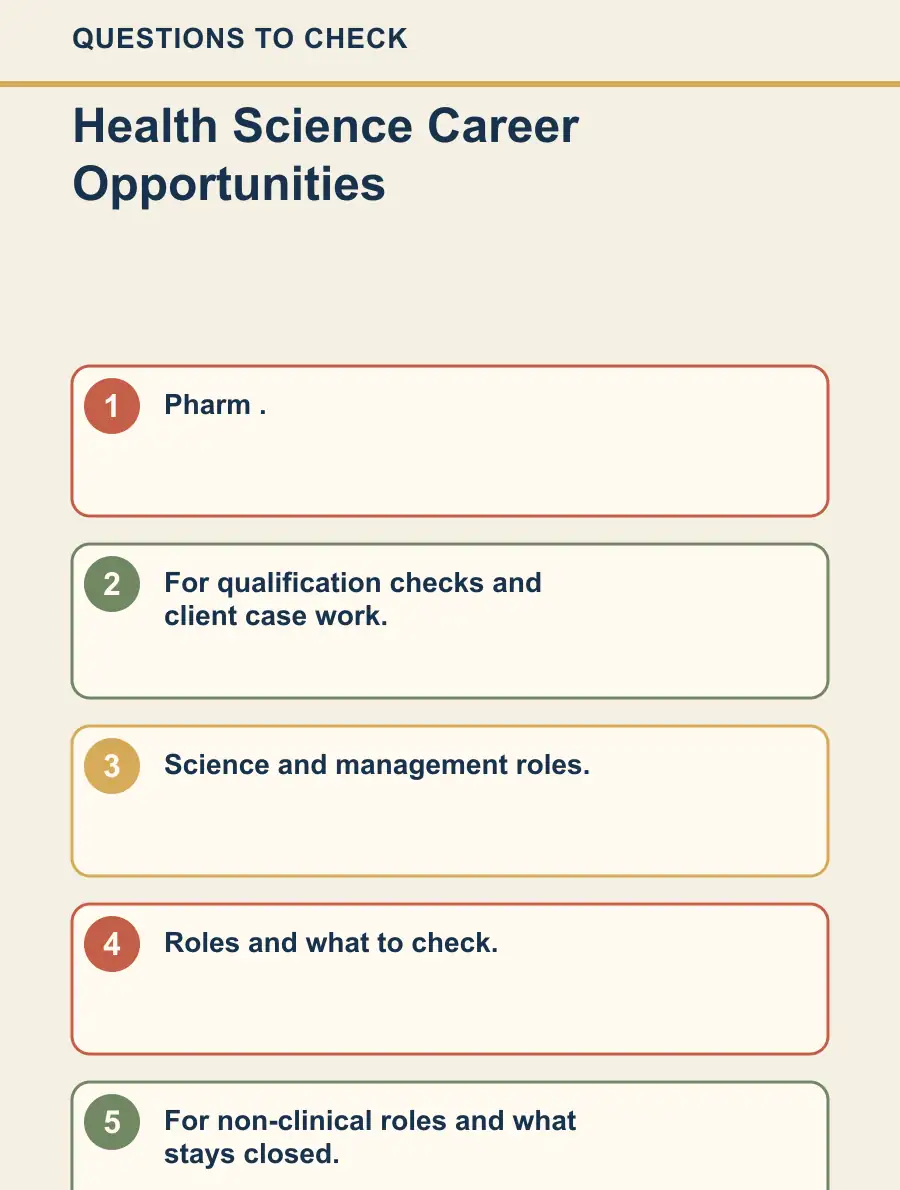 QUESTIONS TO CHECK
Health Science Career
Opportunities
1
Pharm .
2
For qualification checks and
client case work.
3
Science and management roles.
4
Roles and what to check.
5
For non-clinical roles and what
stays closed.